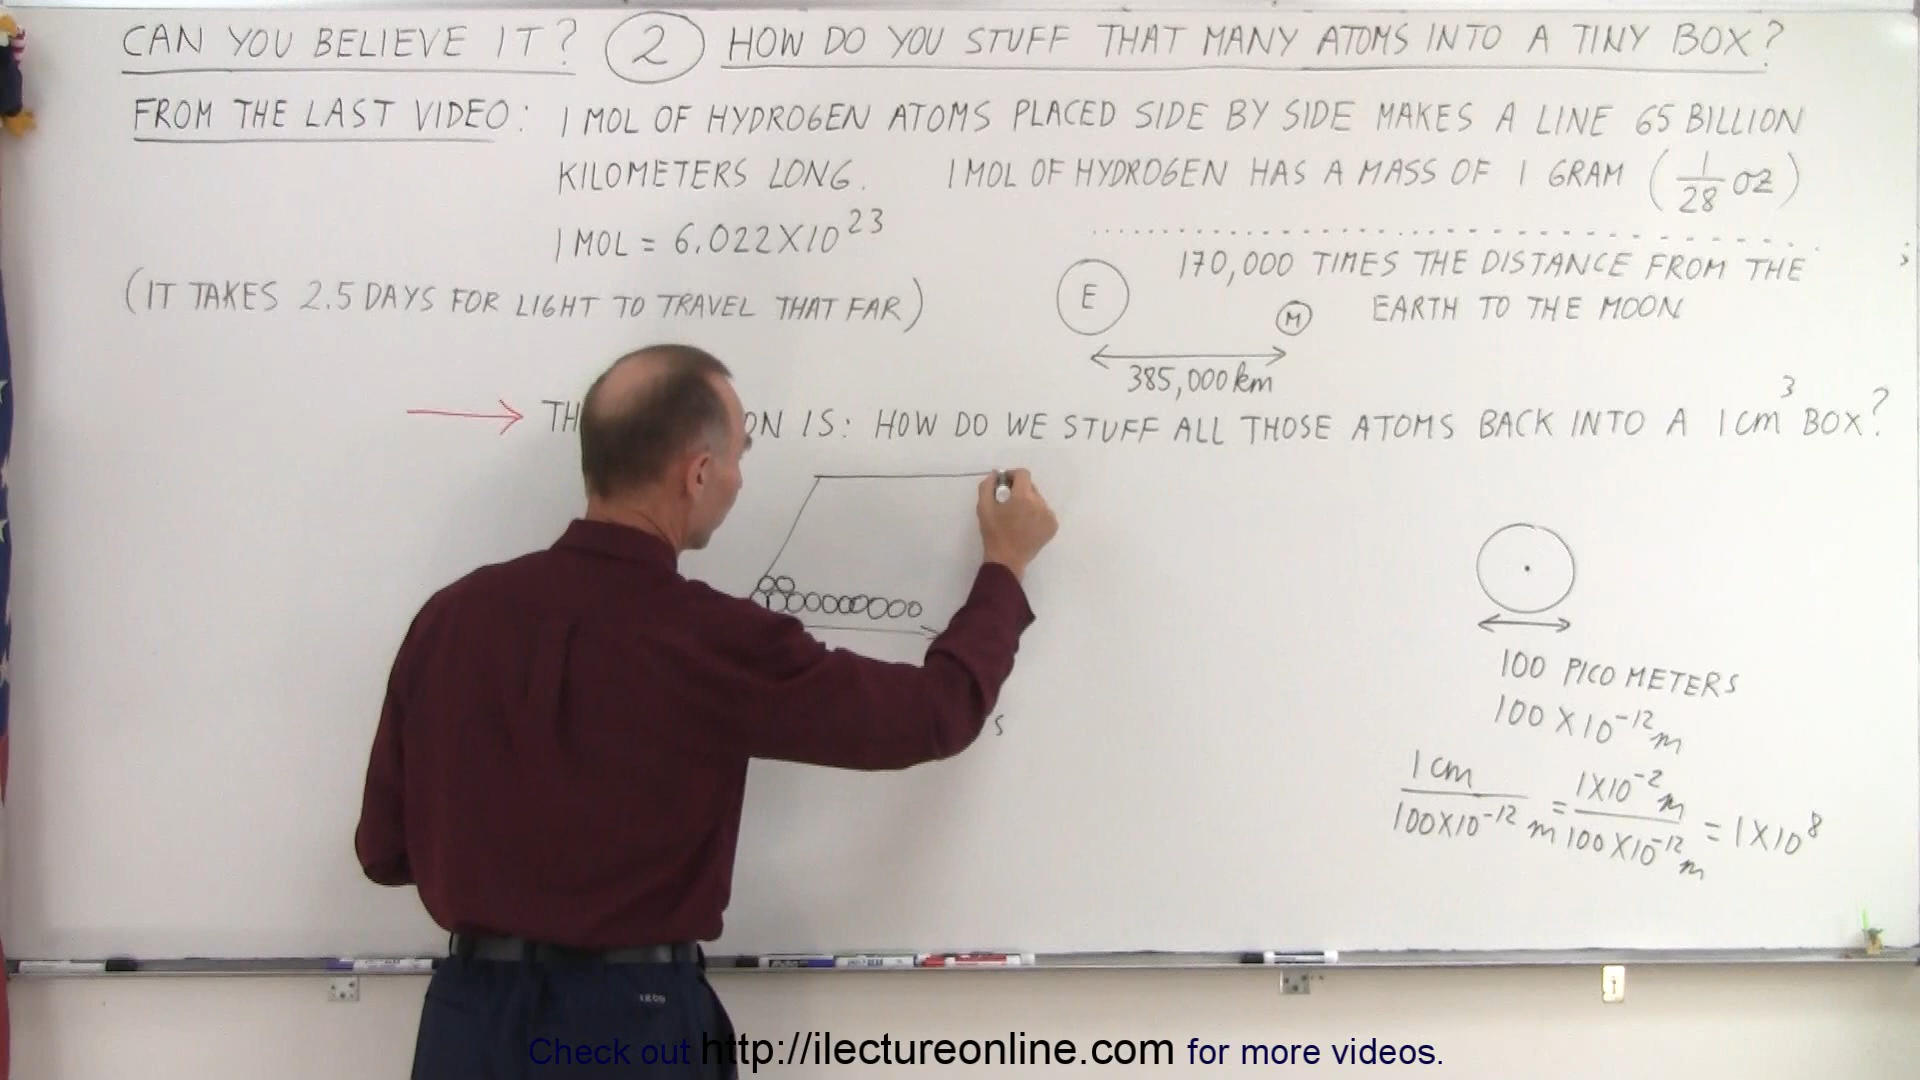 CAN YOU BELIEVE IT? 2 HOW DO YOU STUFF THAT MANY ATOMS INTO A TINY BOX?
FROM THE LAST VIDEO: 1 MOL OF HYDROGEN ATOMS PLACED SIDE BY SIDE MAKES A LINE 65 BILLION
KILOMETERS LONG. 1 MOL OF HYDROGEN HAS A MASS OF 1 GRAM (1/28 OZ)
1 MOL = 6.022X10^23
170,000 TIMES THE DISTANCE FROM THE
EARTH TO THE MOON
(IT TAKES 2.5 DAYS FOR LIGHT TO TRAVEL THAT FAR)
E
M
385,000 km
TH ON IS: HOW DO WE STUFF ALL THOSE ATOMS BACK INTO A 1 cm^3 BOX?
S
100 PICO METERS
100 X 10^-12 m
1 cm / 100X10^-12 m = 1X10^-2 m / 100X10^-12 m = 1X10^8
Check out http://ilectureonline.com for more videos.